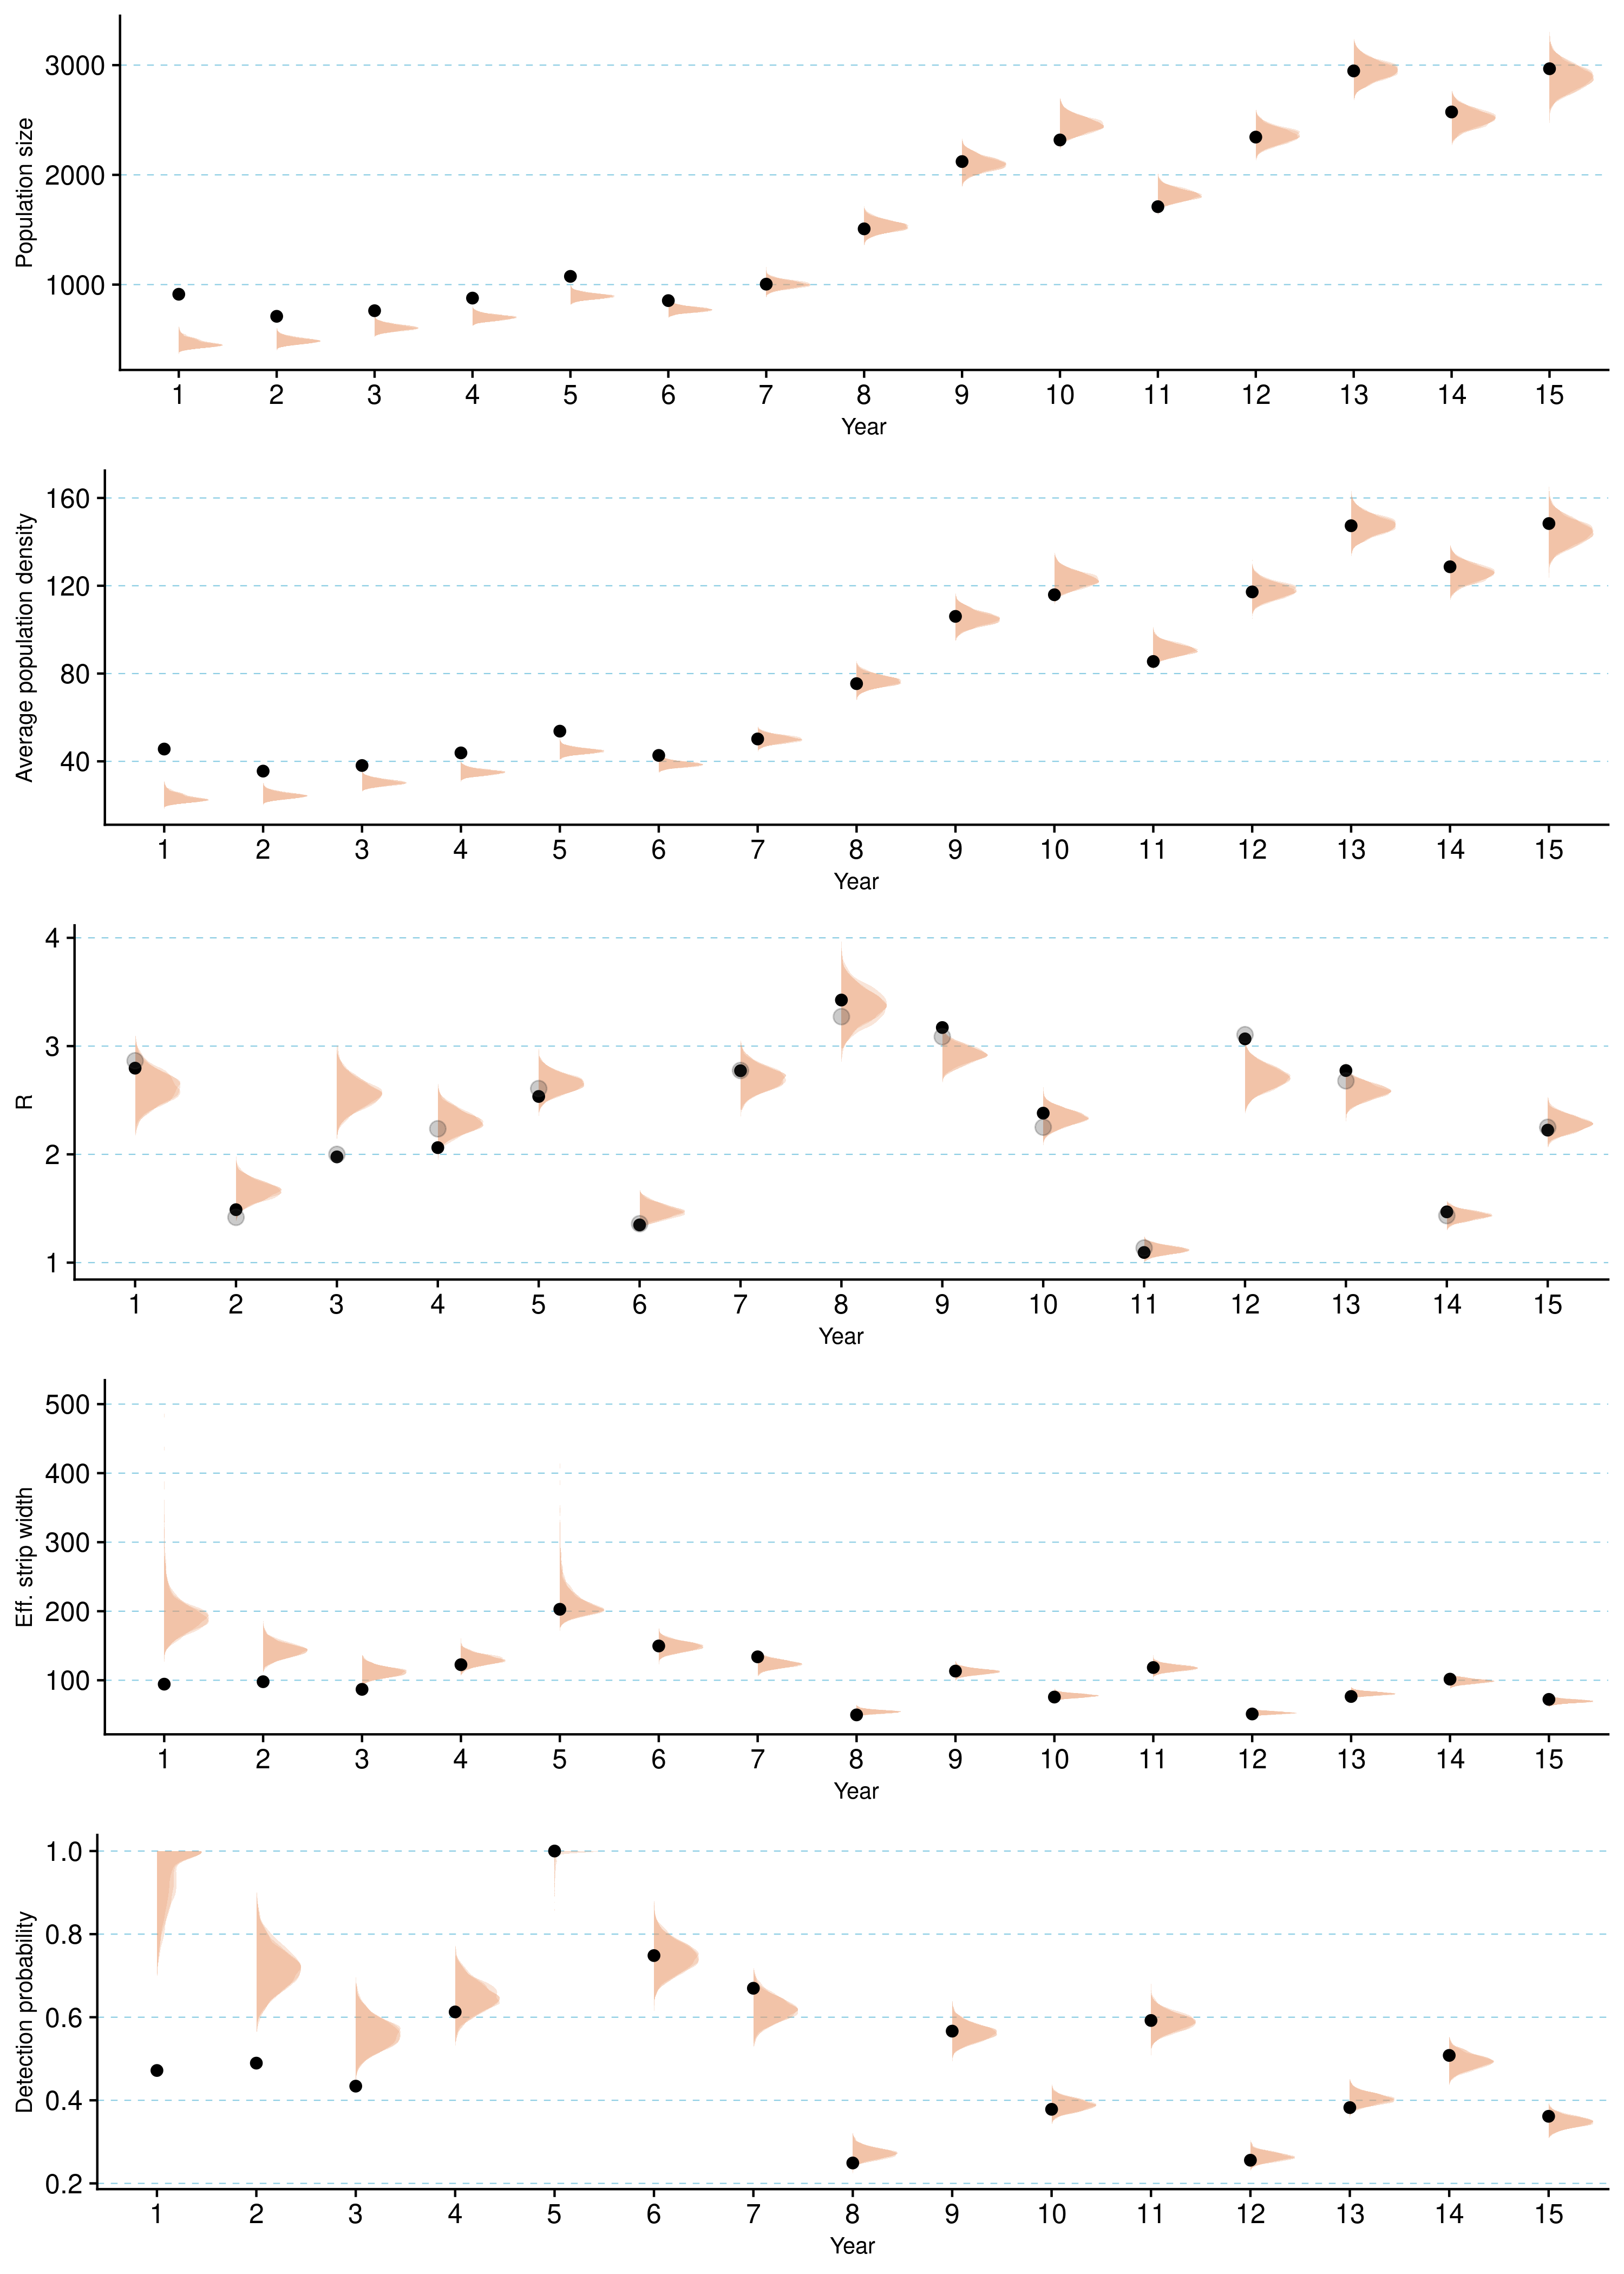 Population size
3000
2000
1000
1 2 3 4 5 6 7 8 9 10 11 12 13 14 15
Year
Average population density
160
120
80
40
1 2 3 4 5 6 7 8 9 10 11 12 13 14 15
Year
R
4
3
2
1
1 2 3 4 5 6 7 8 9 10 11 12 13 14 15
Year
Eff. strip width
500
400
300
200
100
1 2 3 4 5 6 7 8 9 10 11 12 13 14 15
Year
Detection probability
1.0
0.8
0.6
0.4
0.2
1 2 3 4 5 6 7 8 9 10 11 12 13 14 15
Year